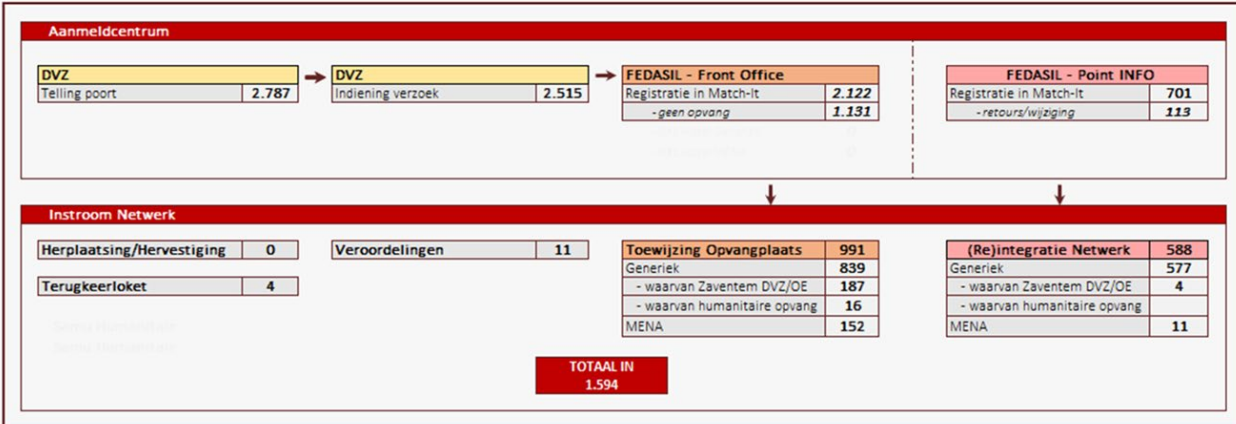 Aanmeldcentrum
DVZ
Telling poort 2.787
DVZ
Indiening verzoek 2.515
FEDASIL - Front Office
Registratie in Match-It 2.122
- geen opvang 1.131
FEDASIL - Point INFO
Registratie in Match-It 701
- retours/wijziging 113
Instroom Netwerk
Herplaatsing/Hervestiging 0
Terugkeerloket 4
Veroordelingen 11
Toewijzing Opvangplaats 991
Generiek 839
- waarvan Zaventem DVZ/OE 187
- waarvan humanitaire opvang 16
MENA 152
(Re)integratie Netwerk 588
Generiek 577
- waarvan Zaventem DVZ/OE 4
- waarvan humanitaire opvang
MENA 11
TOTAAL IN
1.594